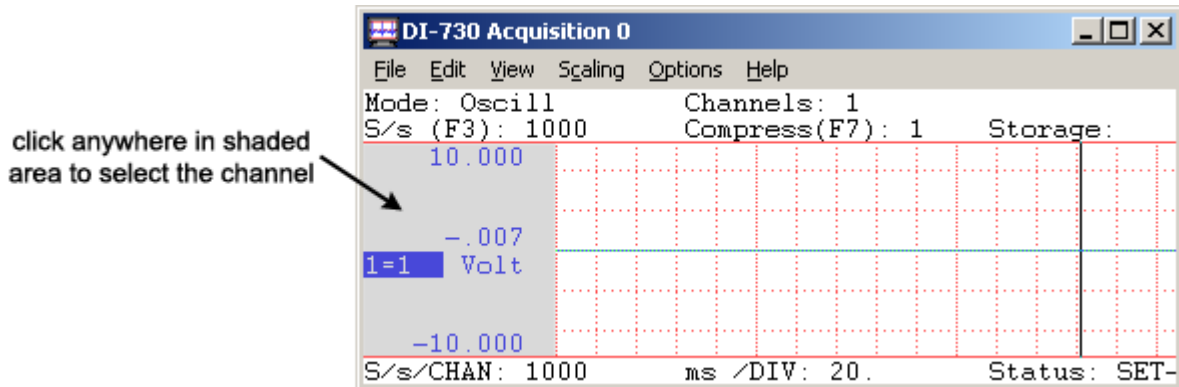 click anywhere in shaded
area to select the channel
DI-730 Acquisition 0
File Edit View Scaling Options Help
Mode: Oscill Channels: 1
S/s (F3): 1000 Compress(F7): 1 Storage:
10.000
-.007
1=1 Volt
-10.000
S/s/CHAN: 1000 ms /DIV: 20. Status: SET-